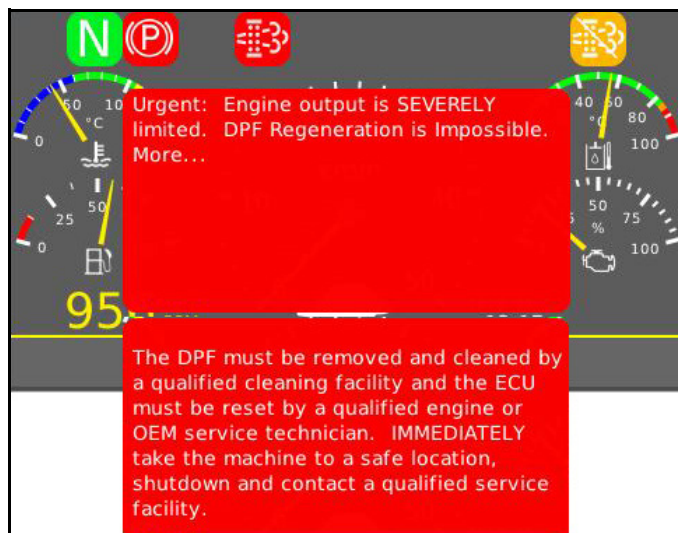 N (P)
50 10
°C
0
40 60
°
80
100
Urgent: Engine output is SEVERELY
limited. DPF Regeneration is Impossible.
More...
25 50
0
50 75
%
100
95
The DPF must be removed and cleaned by
a qualified cleaning facility and the ECU
must be reset by a qualified engine or
OEM service technician. IMMEDIATELY
take the machine to a safe location,
shutdown and contact a qualified service
facility.